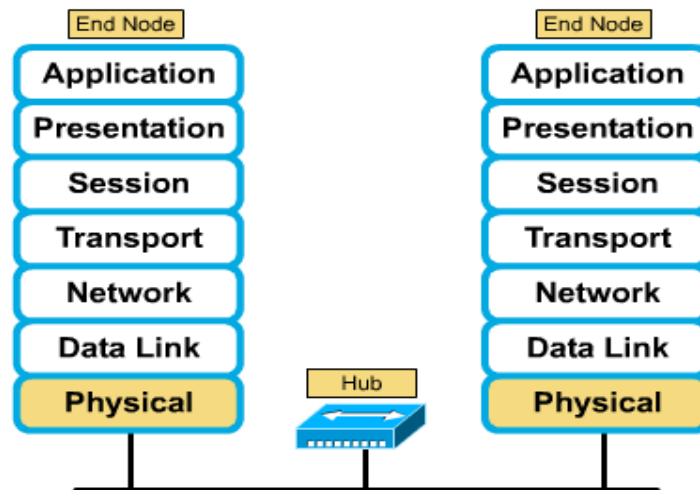 End Node
Application
Presentation
Session
Transport
Network
Data Link
Physical
Hub
End Node
Application
Presentation
Session
Transport
Network
Data Link
Physical